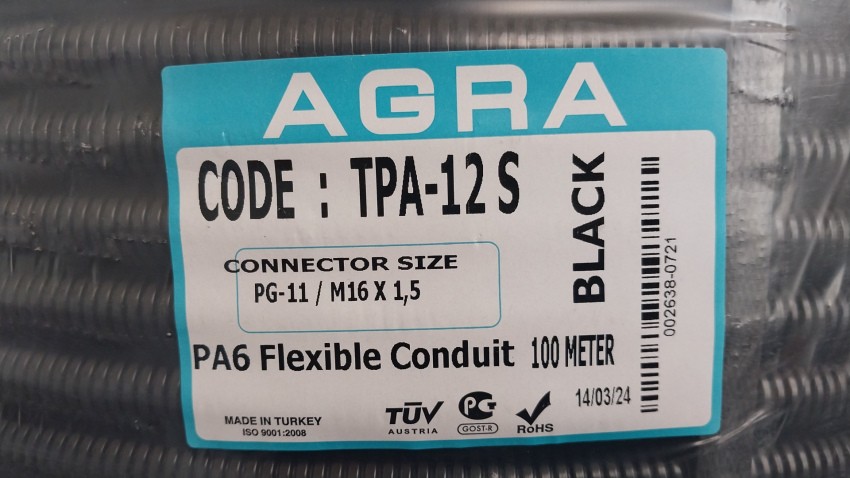 AGRA
CODE : TPA-12 S
BLACK
CONNECTOR SIZE
PG-11 / M16 X 1,5
PA6 Flexible Conduit 100 METER
002638-0721
14/03/24
MADE IN TURKEY
ISO 9001:2008
TÜV
AUSTRIA
PG
GOST-R
RoHS